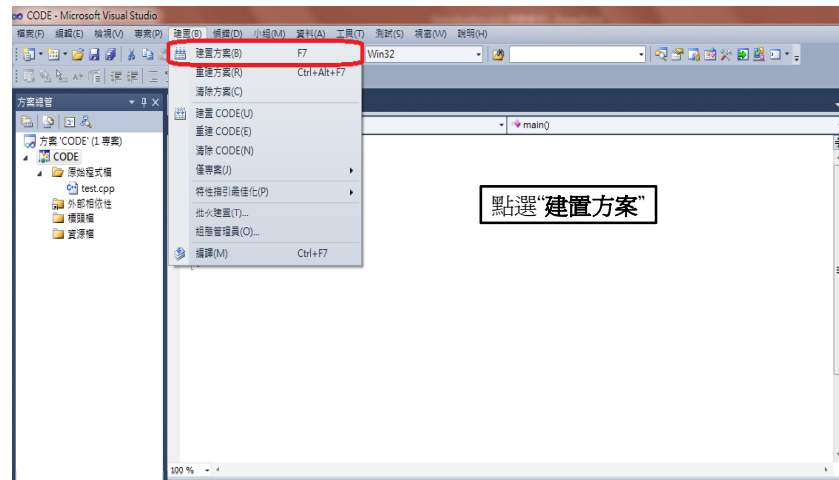 CODE - Microsoft Visual Studio
檔案(F) 編輯(E) 檢視(V) 專案(P) 建置(B) 偵錯(D) 小組(M) 資料(A) 工具(T) 測試(S) 視窗(W) 說明(H)
建置方案(B) F7
Win32
重建方案(R) Ctrl+Alt+F7
清除方案(C)
方案總管
建置 CODE(U)
main()
重建 CODE(E)
方案 'CODE' (1 專案)
清除 CODE(N)
CODE
僅專案(J)
原始程式檔
test.cpp
特性指引最佳化(P)
外部相依性
批次建置(T)...
標頭檔
組態管理員(O)...
資源檔
編譯(M) Ctrl+F7
點選“建置方案”
100 %